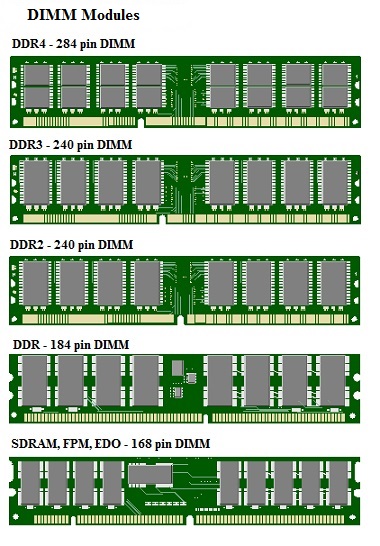 DIMM Modules
DDR4 - 284 pin DIMM
DDR3 - 240 pin DIMM
DDR2 - 240 pin DIMM
DDR - 184 pin DIMM
SDRAM, FPM, EDO - 168 pin DIMM